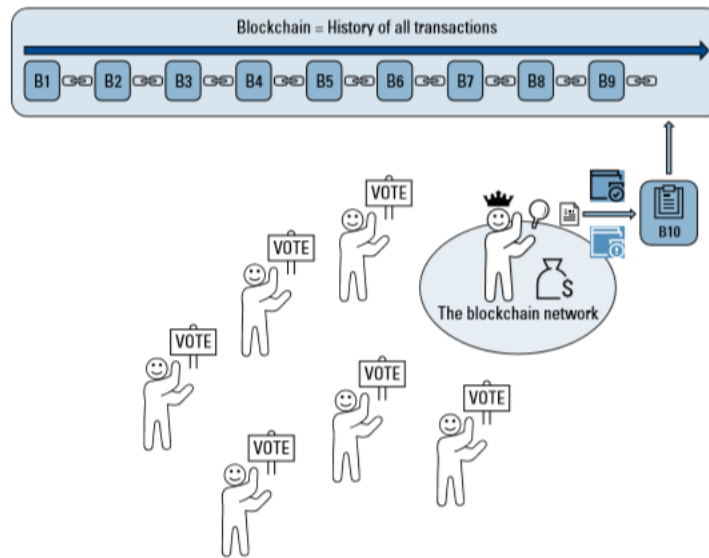 Blockchain = History of all transactions
B1 B2 B3 B4 B5 B6 B7 B8 B9
VOTE
VOTE
B10
$
The blockchain network
VOTE
VOTE
VOTE
VOTE